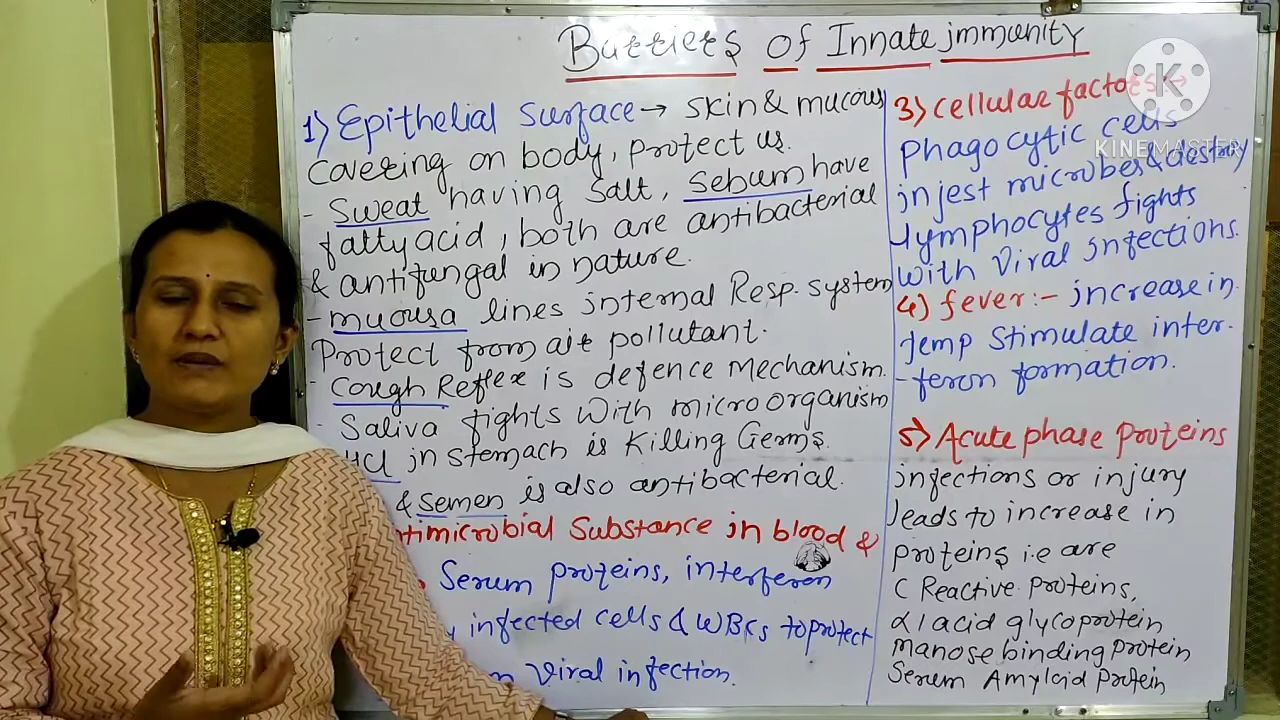 Barriers of Innate immunity
1) Epithelial Surface → Skin & mucous
Covering on body, protect us.
- Sweat having Salt, Sebum have
fatty acid, both are antibacterial
& antifungal in nature.
- mucusa lines internal Resp. system
Protect from air pollutant.
- Cough Reflex is defence Mechanism.
- Saliva fights with microorganism
HCl in stemach is Killing Germs.
& Semen is also antibacterial.
timicrobial Substance in blood &
Serum proteins, interferon
infected cells & WBCs to protect
Viral infection.
3) Cellular factors →
Phagocytic cells
injest microbes & destroy
lymphocytes fights
with Viral infections.
4) fever :- increase in
temp Stimulate inter-
-feron formation.
5) Acute phase Proteins
infections or injury
leads to increase in
proteins i.e are
C Reactive Proteins,
α1 acid glycoprotein
manose binding protein
Serum Amyloid Protein
K
KINEMASTER